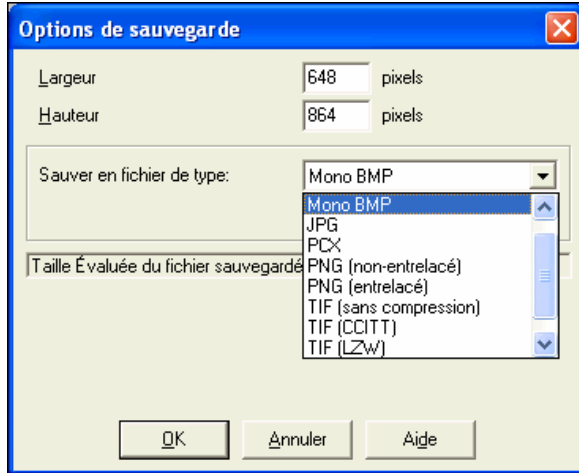 Options de sauvegarde
Largeur 648 pixels
Hauteur 864 pixels
Sauver en fichier de type: Mono BMP
Mono BMP
JPG
PCX
PNG (non-entrelacé)
PNG (entrelacé)
TIF (sans compression)
TIF (CCITT)
TIF (LZW)
Taille Évaluée du fichier sauvegardé
OK Annuler Aide